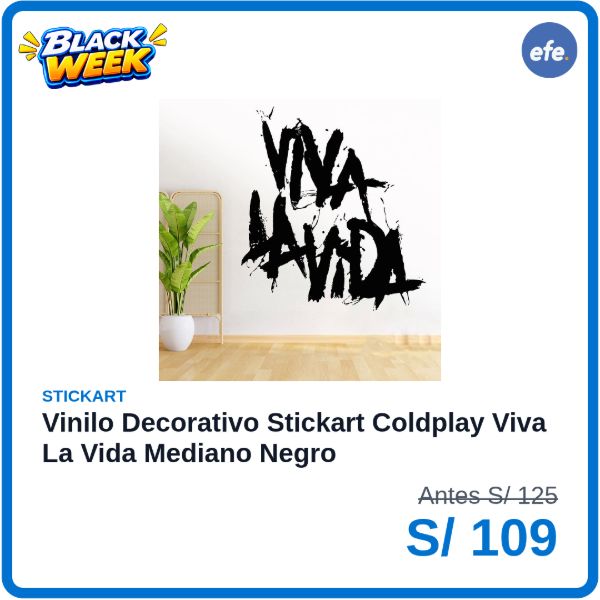 BLACK
WEEK
efe.
VIVA
LA VIDA
STICKART
Vinilo Decorativo Stickart Coldplay Viva
La Vida Mediano Negro
Antes S/ 125
S/ 109